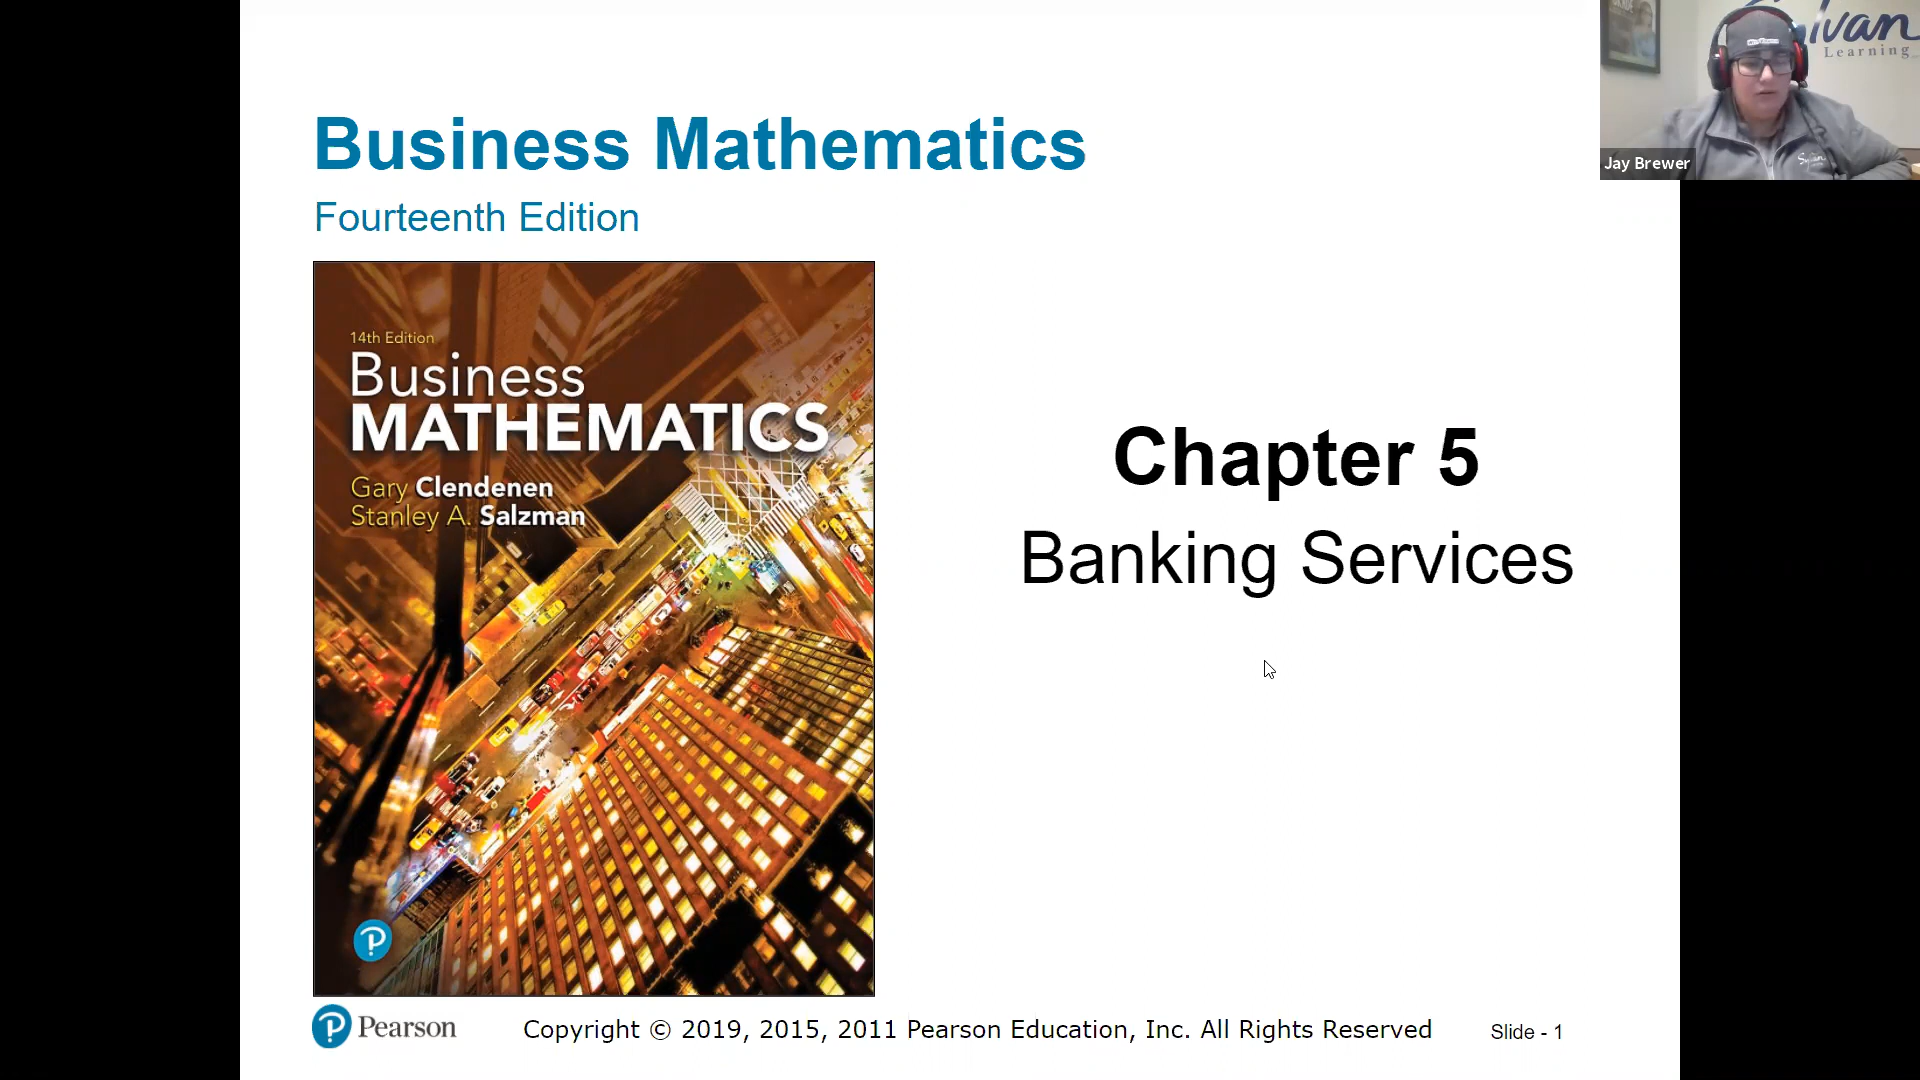 Business Mathematics
Fourteenth Edition
14th Edition
Business
MATHEMATICS
Gary Clendenen
Stanley A. Salzman
Chapter 5
Banking Services
Pearson
Copyright © 2019, 2015, 2011 Pearson Education, Inc. All Rights Reserved
Slide - 1
Learning
Jay Brewer